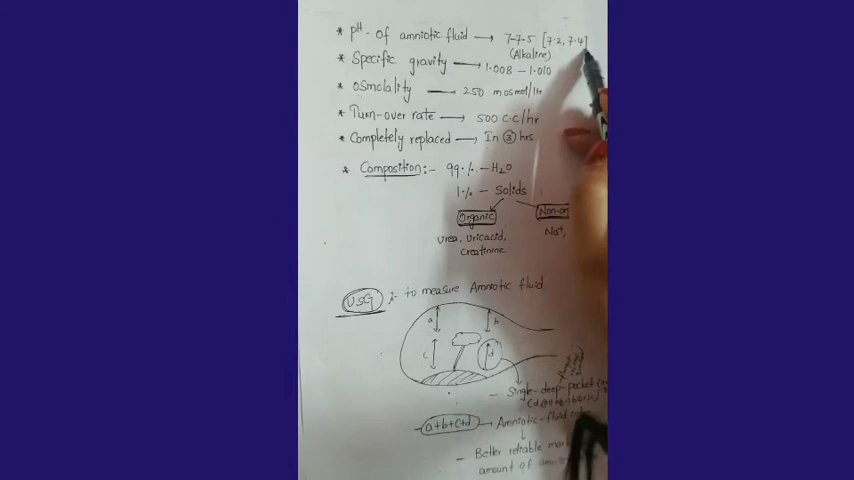 * pH of amniotic fluid → 7-7.5 [7.2, 7.4]
(Alkaline)
* Specific gravity → 1.008 – 1.010
* Osmolality → 250 mosmol/ltr
* Turn-over rate → 500 c.c/hr
* Completely replaced → In 3 hrs.
* Composition:- 99.1. – H2O
1.1. – Solids
Organic Non-or
Urea, Uricacid, Na+,
Creatinine
USG :- to measure Amniotic fluid
a b
c d
- Single-deep-pocket
a+b+c+d → Amniotic-fluid
- Better reliable
amount of